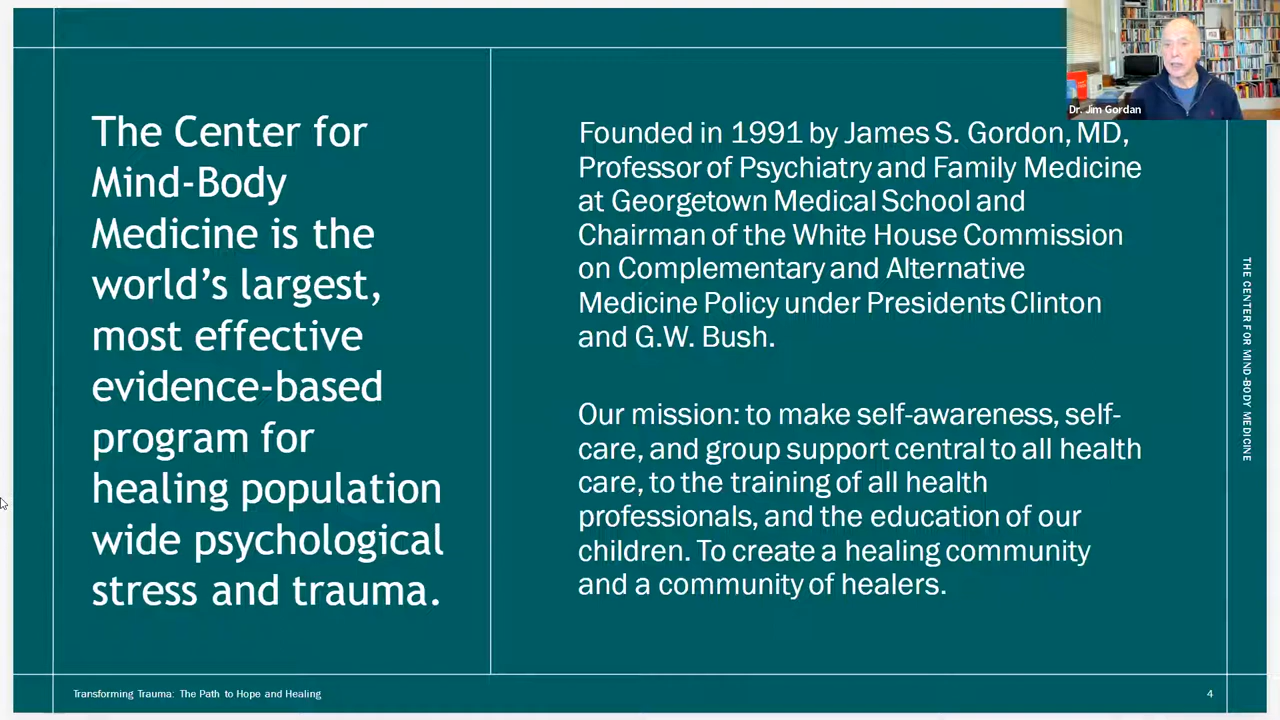 The Center for
Mind-Body
Medicine is the
world's largest,
most effective
evidence-based
program for
healing population
wide psychological
stress and trauma.
Founded in 1991 by James S. Gordon, MD,
Professor of Psychiatry and Family Medicine
at Georgetown Medical School and
Chairman of the White House Commission
on Complementary and Alternative
Medicine Policy under Presidents Clinton
and G.W. Bush.
Our mission: to make self-awareness, self-
care, and group support central to all health
care, to the training of all health
professionals, and the education of our
children. To create a healing community
and a community of healers.
Dr. Jim Gordan
THE CENTER FOR MIND-BODY MEDICINE
Transforming Trauma: The Path to Hope and Healing
4